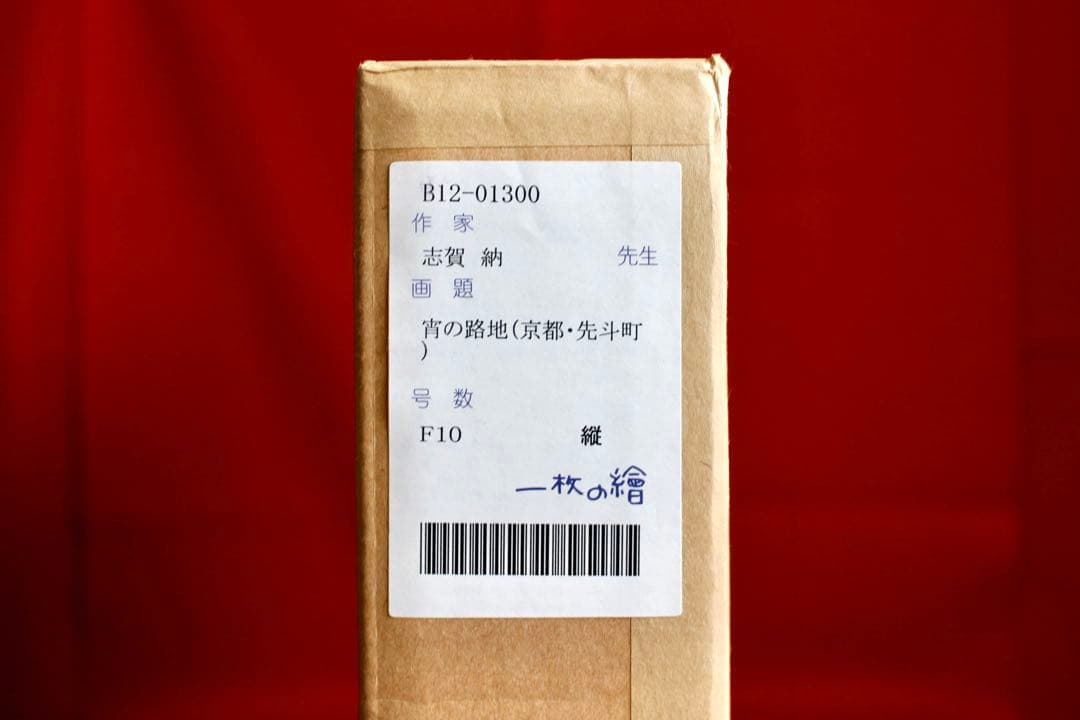 B12-01300
作 家
志賀 納 先生
画 題
宵の路地(京都・先斗町
)
号 数
F10 縦
一枚の繪